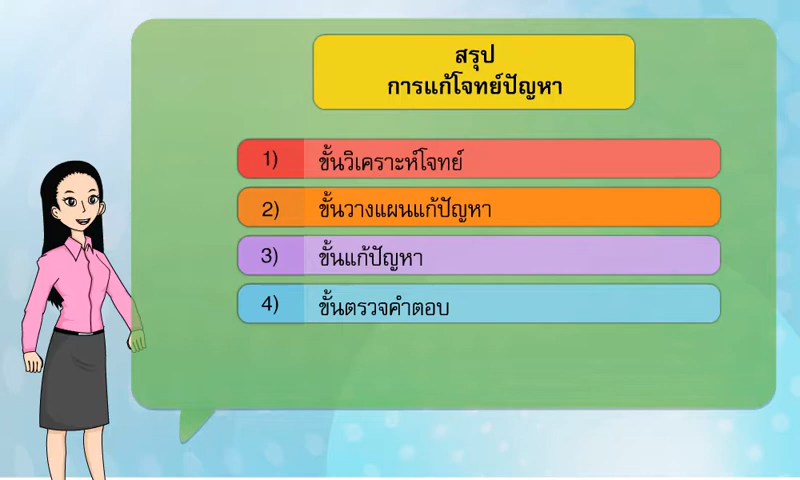 สรุป
การแก้โจทย์ปัญหา
1) ขั้นวิเคราะห์โจทย์
2) ขั้นวางแผนแก้ปัญหา
3) ขั้นแก้ปัญหา
4) ขั้นตรวจคำตอบ